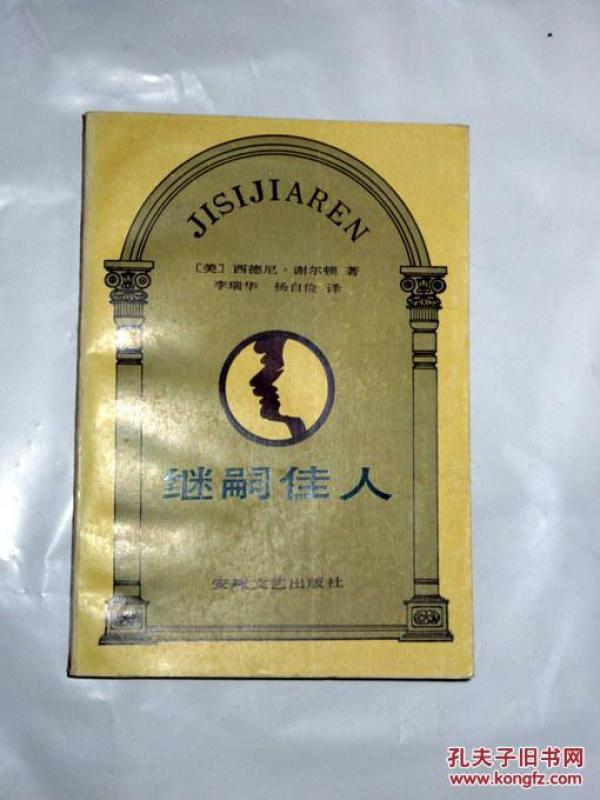 JISIJIAREN
［美］西德尼·谢尔顿 著
李瑞华 杨自俭 译
继嗣佳人
安徽文艺出版社
孔夫子旧书网
www.kongfz.com